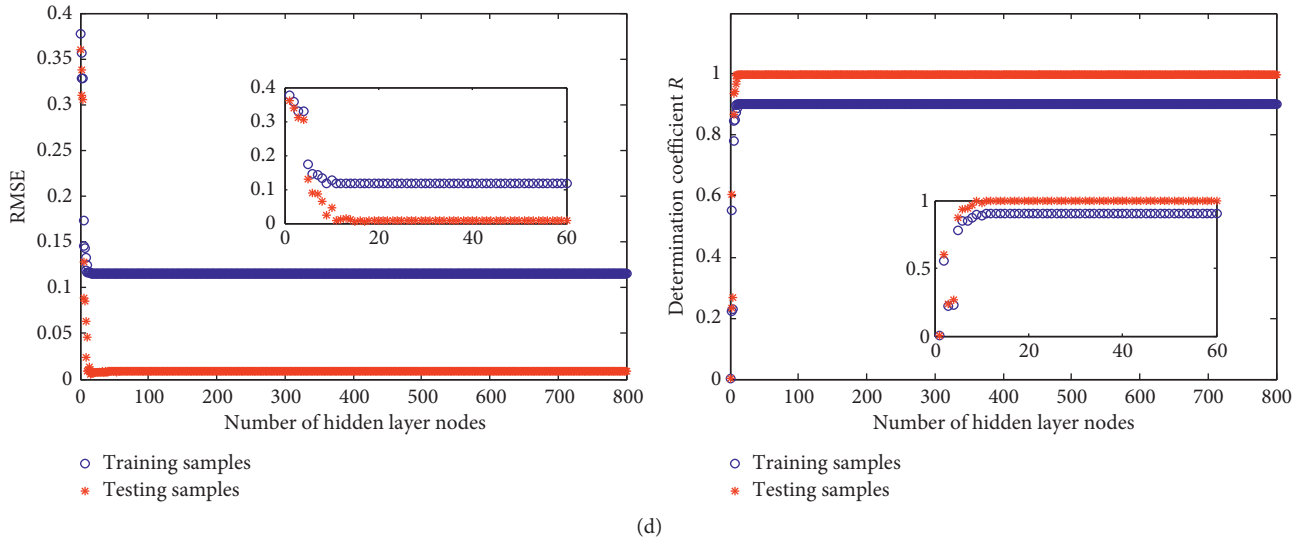 0.4
0.35
0.3
0.25
0.2
0.15
0.1
0.05
0
RMSE
0 100 200 300 400 500 600 700 800
Number of hidden layer nodes
0.4
0.3
0.2
0.1
0
0 20 40 60
Training samples
Testing samples
1
0.8
0.6
0.4
0.2
0
Determination coefficient R
0 100 200 300 400 500 600 700 800
Number of hidden layer nodes
1
0.5
0
0 20 40 60
Training samples
Testing samples
(d)